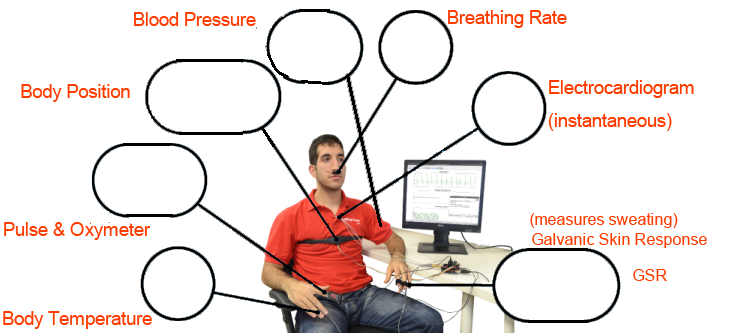 Blood Pressure
Breathing Rate
Body Position
Electrocardiogram
(instantaneous)
Pulse & Oxymeter
(measures sweating)
Galvanic Skin Response
GSR
Body Temperature